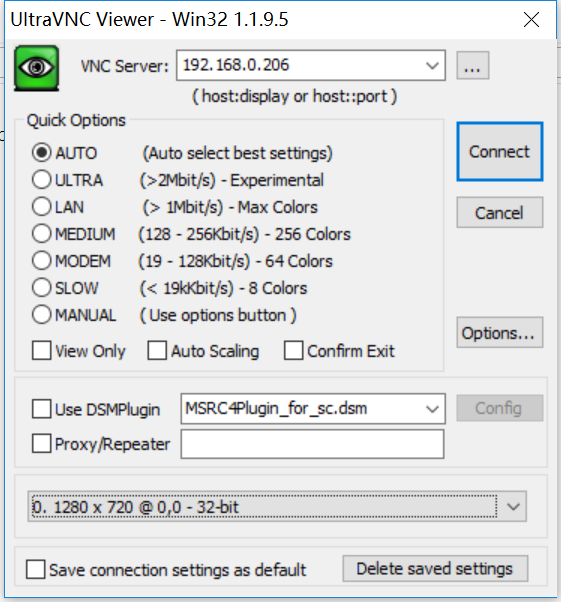 UltraVNC Viewer - Win32 1.1.9.5
VNC Server: 192.168.0.206 ...
( host:display or host::port )
Quick Options
AUTO (Auto select best settings)
Connect
ULTRA (>2Mbit/s) - Experimental
LAN (> 1Mbit/s) - Max Colors
Cancel
MEDIUM (128 - 256Kbit/s) - 256 Colors
MODEM (19 - 128Kbit/s) - 64 Colors
SLOW (< 19kKbit/s) - 8 Colors
MANUAL ( Use options button )
Options...
View Only Auto Scaling Confirm Exit
Use DSMPlugin MSRC4Plugin_for_sc.dsm Config
Proxy/Repeater
0. 1280 x 720 @ 0,0 - 32-bit
Save connection settings as default Delete saved settings